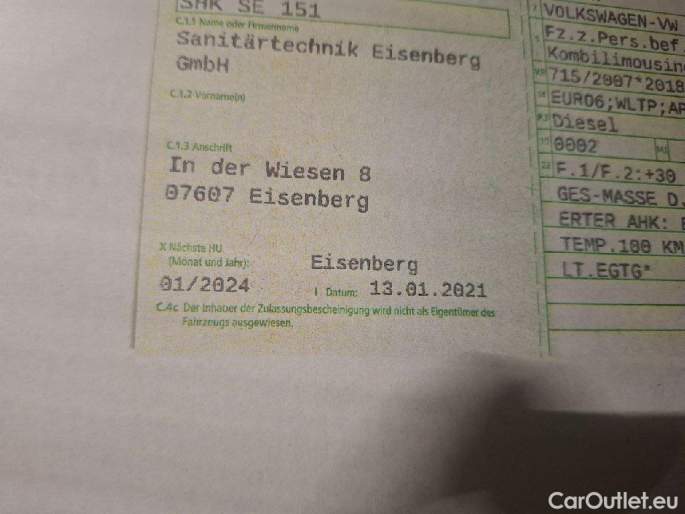 SHK SE 151
C.1.1 Name oder Firmenname
Sanitärtechnik Eisenberg
GmbH
C.1.2 Vorname(n)
C.1.3 Anschrift
In der Wiesen 8
07607 Eisenberg
X Nächste HU
(Monat und Jahr):
Eisenberg
01/2024
I Datum: 13.01.2021
C.4c Der Inhaber der Zulassungsbescheinigung wird nicht als Eigentümer des
Fahrzeugs ausgewiesen.
VOLKSWAGEN-VW
Fz.z.Pers.bef
Kombilimousin
715/2007*2018
EURO6;WLTP;AP
Diesel
0002
F.1/F.2:+30
GES-MASSE D.
ERTER AHK:
TEMP.100 KM
LT.EGTG*
CarOutlet.eu